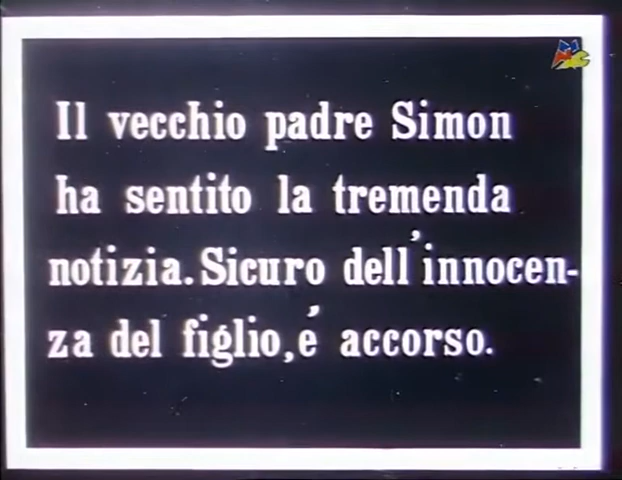 Il vecchio padre Simon
ha sentito la tremenda
notizia. Sicuro dell'innocen-
za del figlio, é accorso.